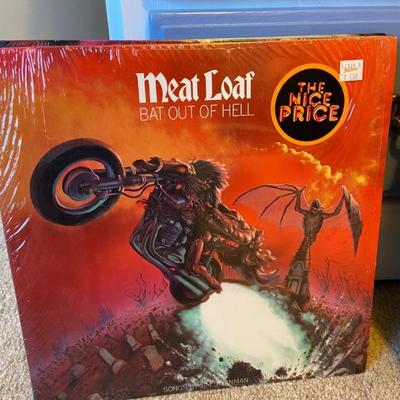 Meat Loaf
BAT OUT OF HELL
THE
NICE
PRICE